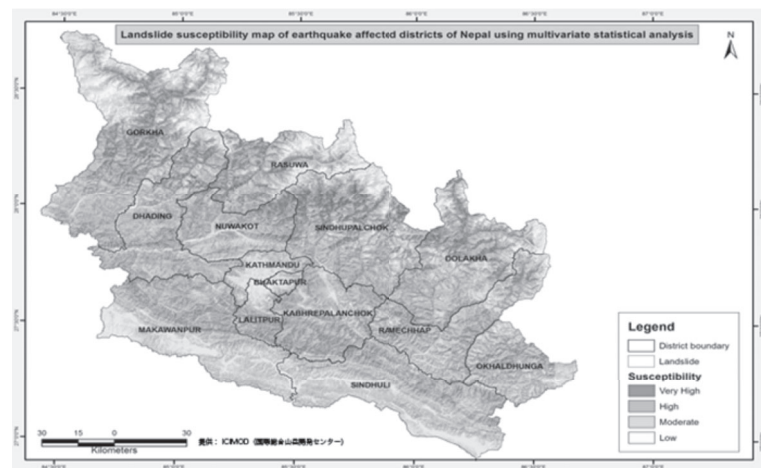 Landslide susceptibility map of earthquake affected districts of Nepal using multivariate statistical analysis
N
GORKHA
RASUWA
DHADING
NUWAKOT
SINDHUPALCHOK
DOLAKHA
KATHMANDU
BHAKTAPUR
LALITPUR
KABHREPALANCHOK
MAKAWANPUR
RAMECHHAP
OKHALDHUNGA
SINDHULI
Legend
District boundary
Landslide
Susceptibility
Very High
High
Moderate
Low
30 15 0 30
Kilometers
提供: ICIMOD (国際総合山岳開発センター)